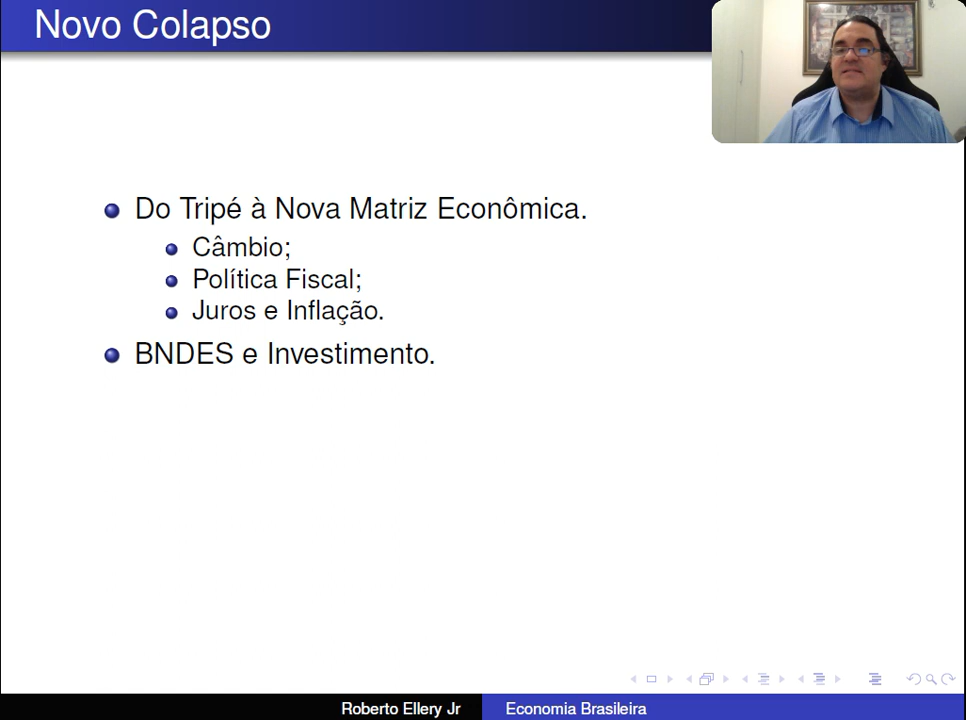 Novo Colapso
Do Tripé à Nova Matriz Econômica.
Câmbio;
Política Fiscal;
Juros e Inflação.
BNDES e Investimento.
Roberto Ellery Jr
Economia Brasileira